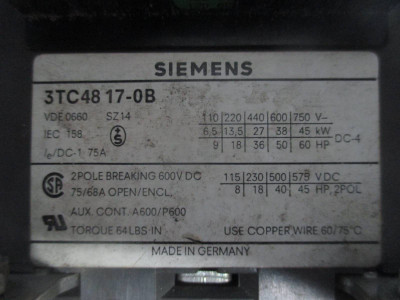 SIEMENS
3TC48 17-0B
VDE 0660 SZ14
IEC 158
Ie/DC-1 75A
110 220 440 600 750 V-
6,5 13,5 27 38 45 kW DC-4
9 18 36 50 60 HP
2POLE BREAKING 600V DC
75/68A OPEN/ENCL.
AUX. CONT. A600/P600
TORQUE 64LBS·IN
115 230 500 575 V DC
8 18 40 45 HP, 2POL
USE COPPER WIRE 60/75°C
MADE IN GERMANY